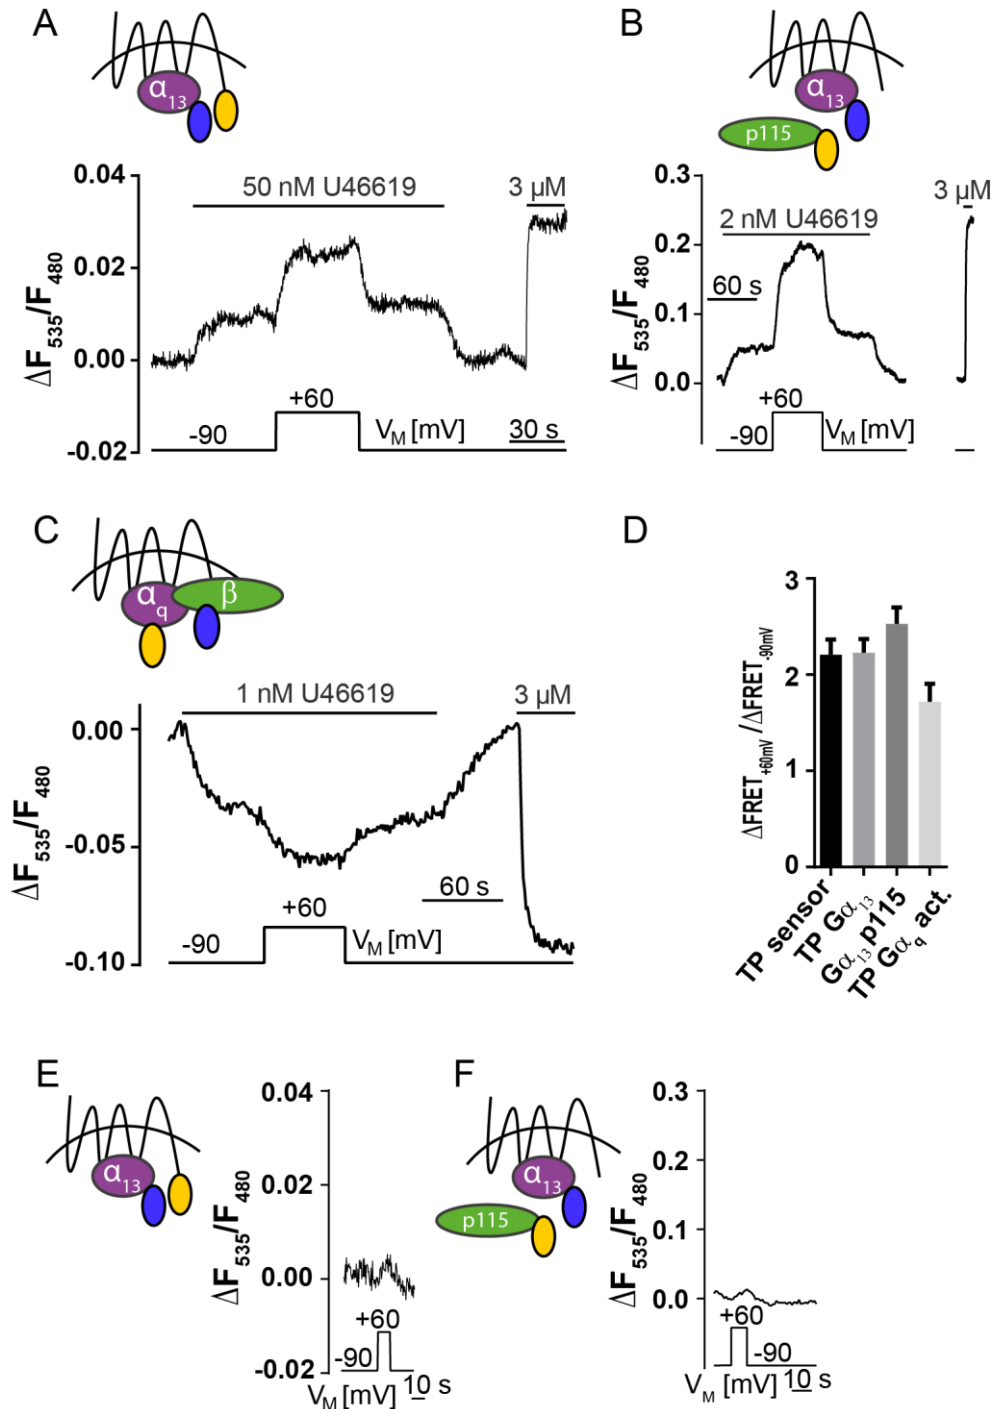 A
α13
0.04
0.02
0.00
-0.02
ΔF535/F480
50 nM U46619
3 µM
+60
-90
VM [mV]
30 s
B
α13
p115
0.3
0.2
0.1
0.0
ΔF535/F480
2 nM U46619
3 µM
60 s
+60
-90
VM [mV]
C
αq
β
0.00
-0.05
-0.10
ΔF535/F480
1 nM U46619
3 µM
60 s
+60
-90
VM [mV]
D
3
2
1
0
ΔFRET+60mV/ΔFRET-90mV
TP sensor
TP Gα13
Gα13 p115
TP Gαq act.
E
α13
0.04
0.02
0.00
-0.02
ΔF535/F480
+60
-90
VM [mV]
10 s
F
α13
p115
0.3
0.2
0.1
0.0
ΔF535/F480
+60
-90
VM [mV]
10 s